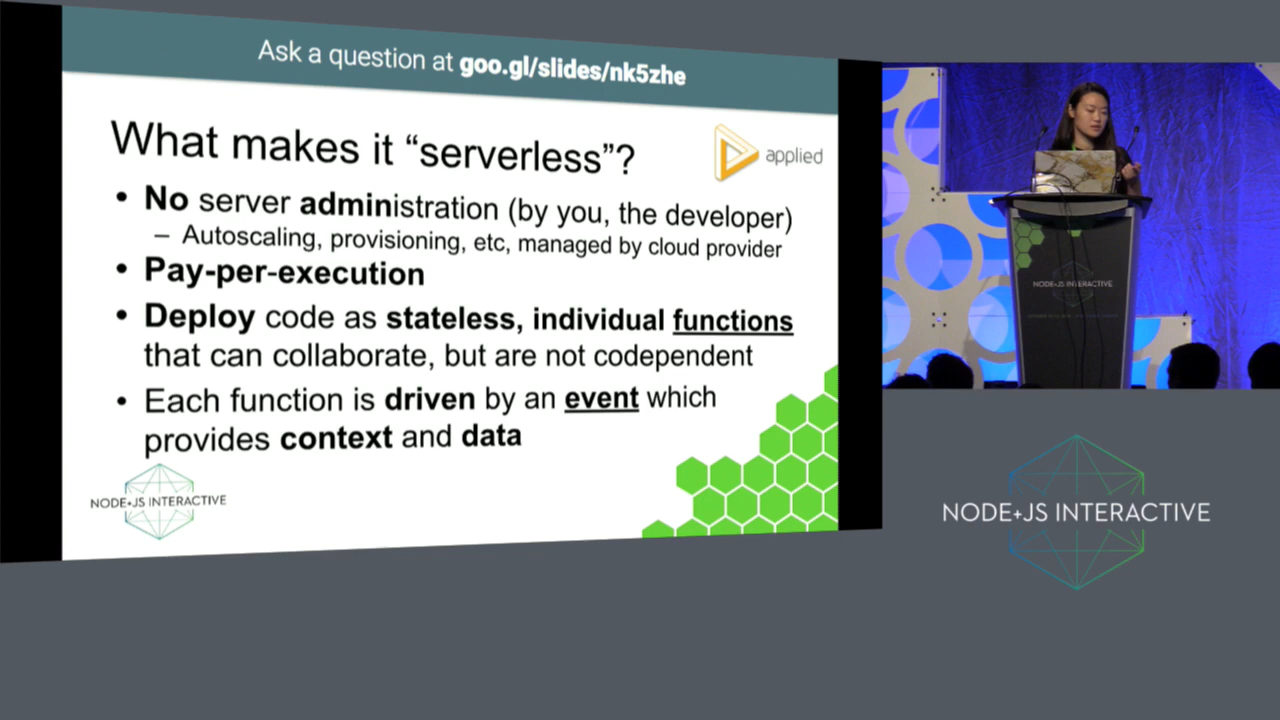 Ask a question at goo.gl/slides/nk5zhe
What makes it “serverless”?
applied
• No server administration (by you, the developer)
– Autoscaling, provisioning, etc, managed by cloud provider
• Pay-per-execution
• Deploy code as stateless, individual functions
that can collaborate, but are not codependent
• Each function is driven by an event which
provides context and data
NODE+JS INTERACTIVE
NODE+JS INTERACTIVE
NODE+JS INTERACTIVE